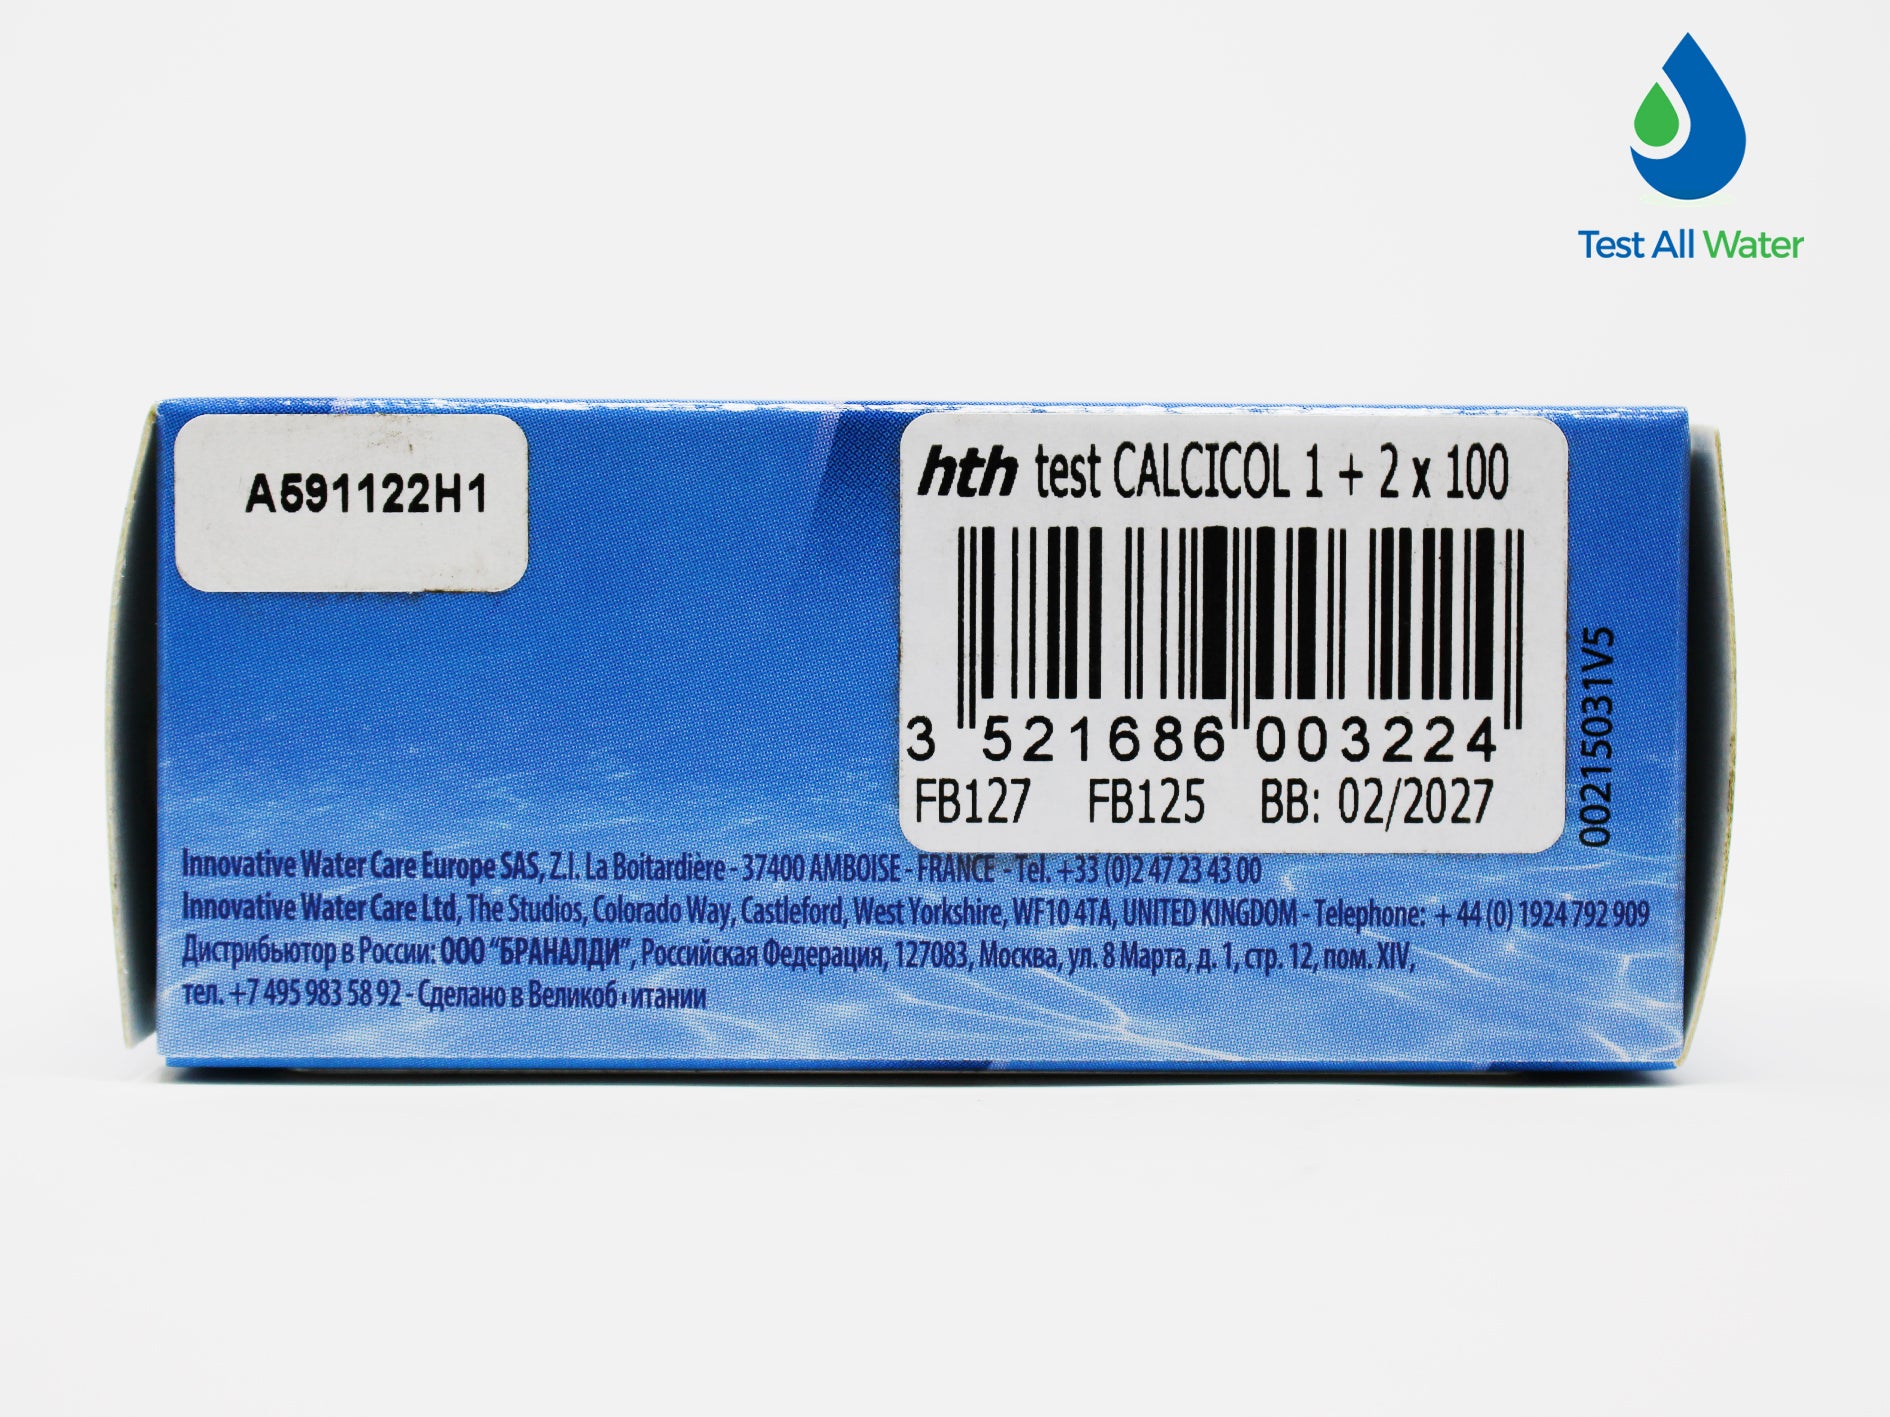 Test All Water
A591122H1
hth test CALCICOL 1 + 2 x 100
3 521686 003224
FB127 FB125 BB: 02/2027
00215031V5
Innovative Water Care Europe SAS, Z.I. La Boitardière - 37400 AMBOISE - FRANCE - Tel. +33 (0)2 47 23 43 00
Innovative Water Care Ltd, The Studios, Colorado Way, Castleford, West Yorkshire, WF10 4TA, UNITED KINGDOM - Telephone: + 44 (0) 1924 792 909
Дистрибьютор в России: ООО “БРАНАЛДИ”, Российская Федерация, 127083, Москва, ул. 8 Марта, д. 1, стр. 12, пом. XIV,
тел. +7 495 983 58 92 - Сделано в Великобритании